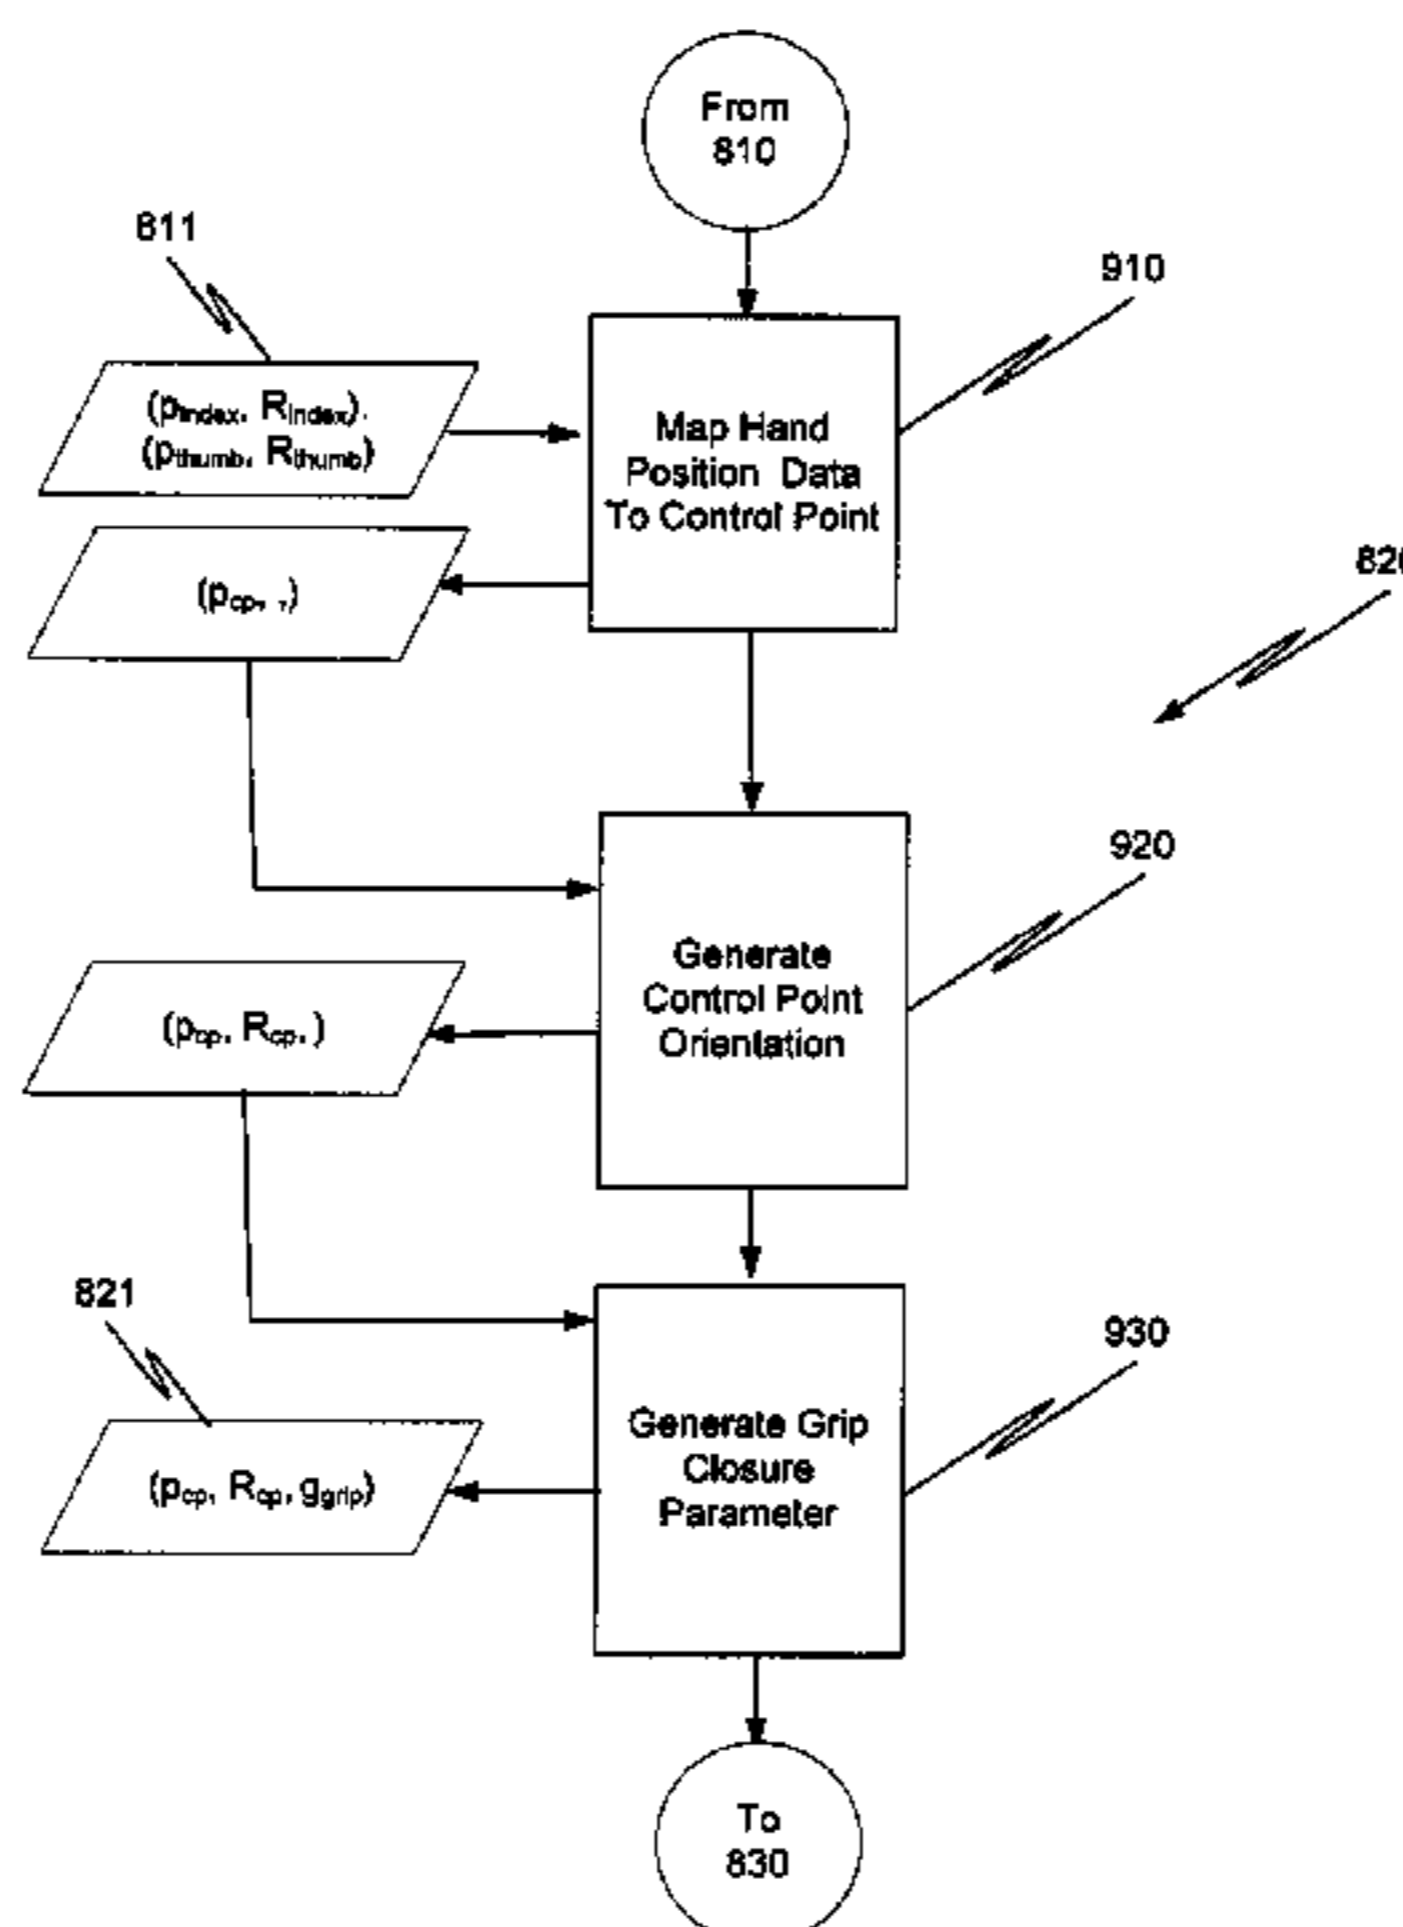 From
810
811
910
(pindex, Rindex),
(pthumb, Rthumb)
Map Hand
Position Data
To Control Point
(pcp, , )
820
920
Generate
Control Point
Orientation
(pcp, Rcp, )
821
930
Generate Grip
Closure
Parameter
(pcp, Rcp, ggrip)
To
830